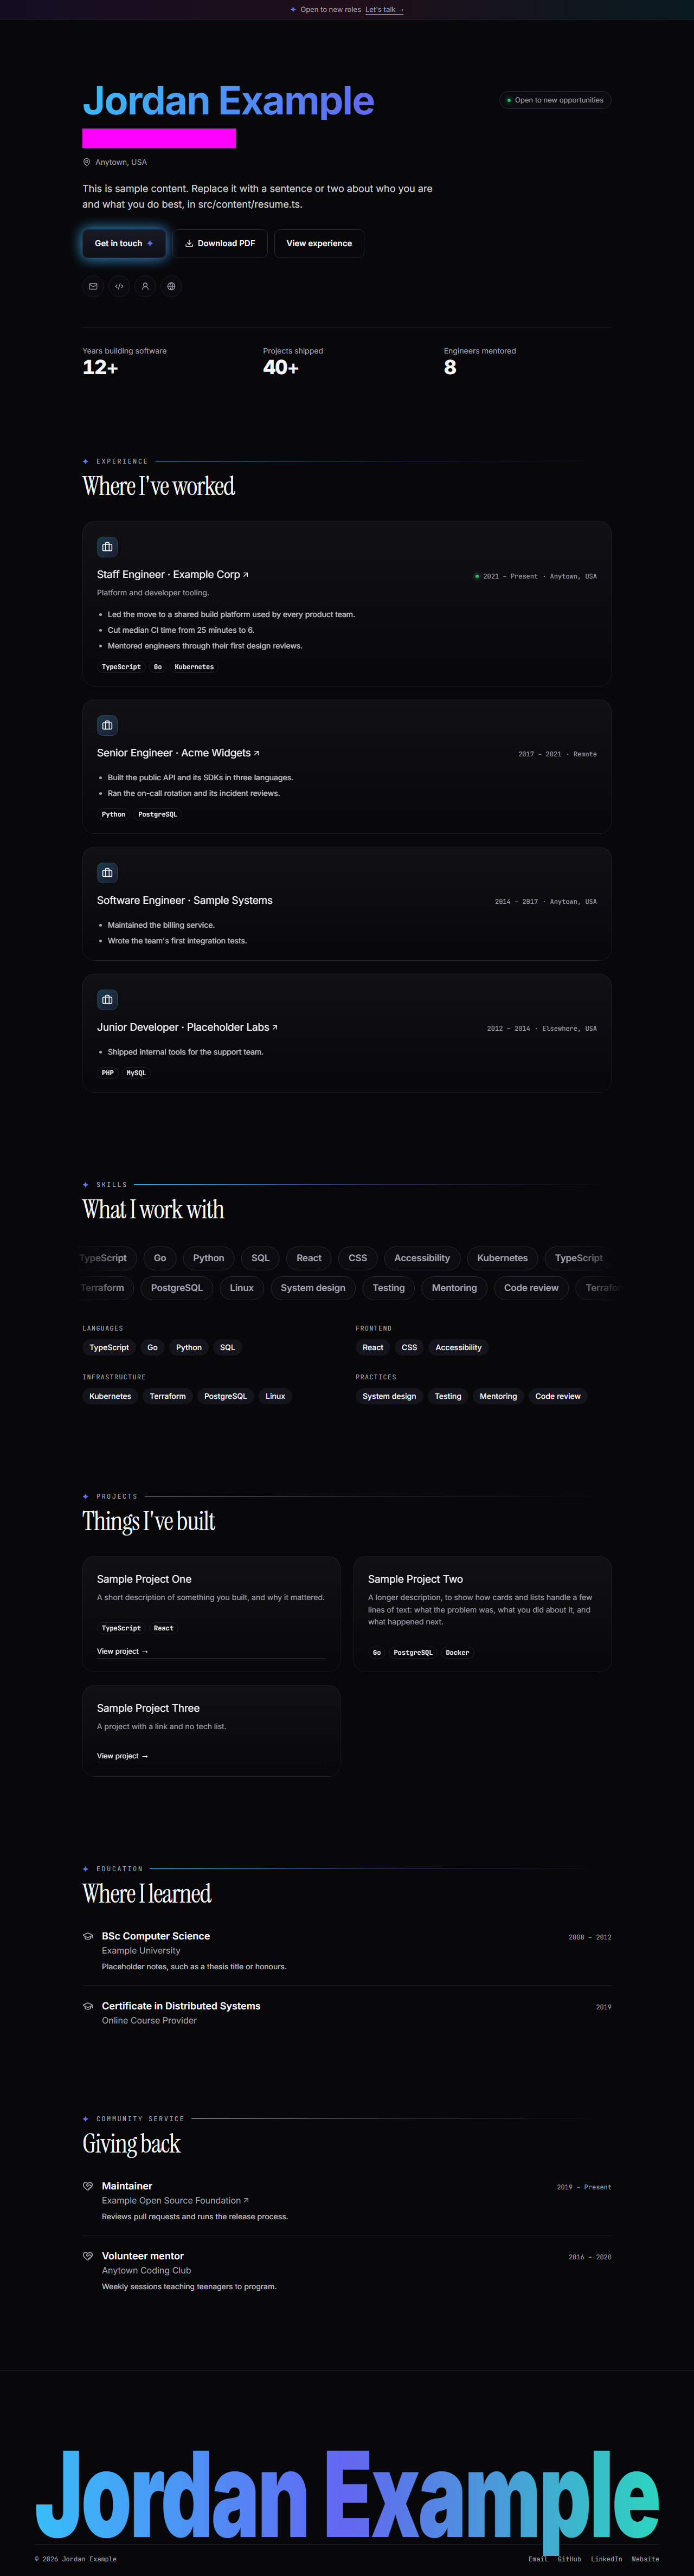 Open to new roles Let's talk →
Jordan Example
Open to new opportunities
Anytown, USA
This is sample content. Replace it with a sentence or two about who you are
and what you do best, in src/content/resume.ts.
Get in touch
Download PDF
View experience
Years building software
12+
Projects shipped
40+
Engineers mentored
8
EXPERIENCE
Where I've worked
Staff Engineer · Example Corp ↗
2021 – Present · Anytown, USA
Platform and developer tooling.
• Led the move to a shared build platform used by every product team.
• Cut median CI time from 25 minutes to 6.
• Mentored engineers through their first design reviews.
TypeScript Go Kubernetes
Senior Engineer · Acme Widgets ↗
2017 – 2021 · Remote
• Built the public API and its SDKs in three languages.
• Ran the on-call rotation and its incident reviews.
Python PostgreSQL
Software Engineer · Sample Systems
2014 – 2017 · Anytown, USA
• Maintained the billing service.
• Wrote the team's first integration tests.
Junior Developer · Placeholder Labs ↗
2012 – 2014 · Elsewhere, USA
• Shipped internal tools for the support team.
PHP MySQL
SKILLS
What I work with
TypeScript Go Python SQL React CSS Accessibility Kubernetes TypeScript
Terraform PostgreSQL Linux System design Testing Mentoring Code review Terrafo
LANGUAGES
TypeScript Go Python SQL
FRONTEND
React CSS Accessibility
INFRASTRUCTURE
Kubernetes Terraform PostgreSQL Linux
PRACTICES
System design Testing Mentoring Code review
PROJECTS
Things I've built
Sample Project One
A short description of something you built, and why it mattered.
TypeScript React
View project →
Sample Project Two
A longer description, to show how cards and lists handle a few
lines of text: what the problem was, what you did about it, and
what happened next.
Go PostgreSQL Docker
Sample Project Three
A project with a link and no tech list.
View project →
EDUCATION
Where I learned
BSc Computer Science
2008 – 2012
Example University
Placeholder notes, such as a thesis title or honours.
Certificate in Distributed Systems
2019
Online Course Provider
COMMUNITY SERVICE
Giving back
Maintainer
2019 – Present
Example Open Source Foundation ↗
Reviews pull requests and runs the release process.
Volunteer mentor
2016 – 2020
Anytown Coding Club
Weekly sessions teaching teenagers to program.
Jordan Example
© 2026 Jordan Example
Email GitHub LinkedIn Website